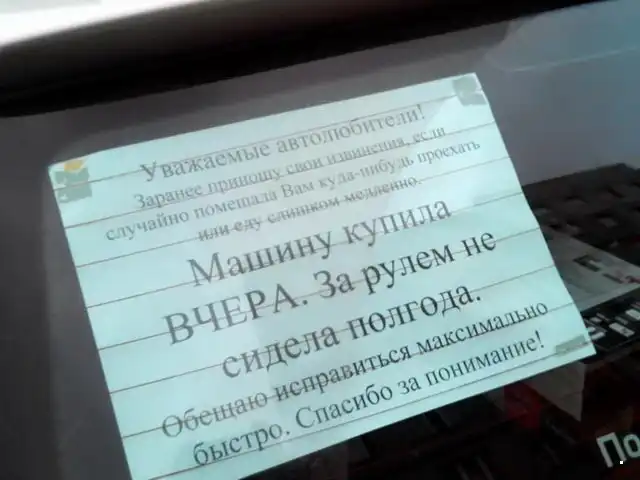 Уважаемые автолюбители!
Заранее приношу свои извинения, если
случайно помешала Вам куда-нибудь проехать
или еду слишком медленно.
Машину купила
ВЧЕРА. За рулем не
сидела полгода.
Обещаю исправиться максимально
быстро. Спасибо за понимание!
По